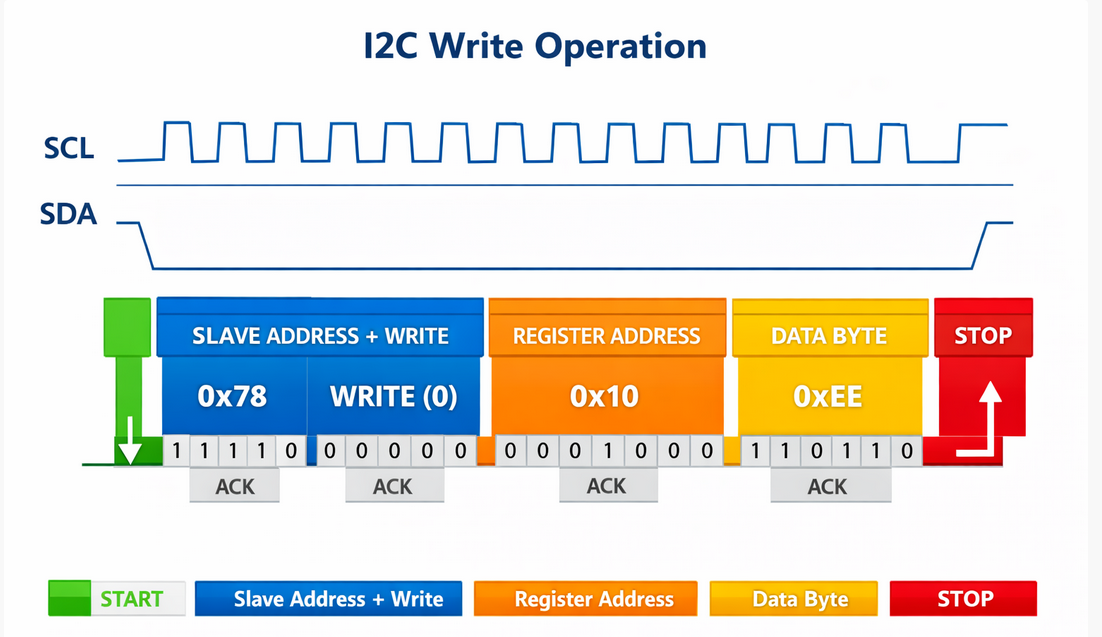 I2C Write Operation
SCL
SDA
SLAVE ADDRESS + WRITE REGISTER ADDRESS DATA BYTE STOP
0x78 WRITE (0) 0x10 0xEE
1 1 1 1 0 0 0 0 0 0 0 0 0 1 0 0 0 1 1 0 1 1 0
ACK ACK ACK ACK
START Slave Address + Write Register Address Data Byte STOP